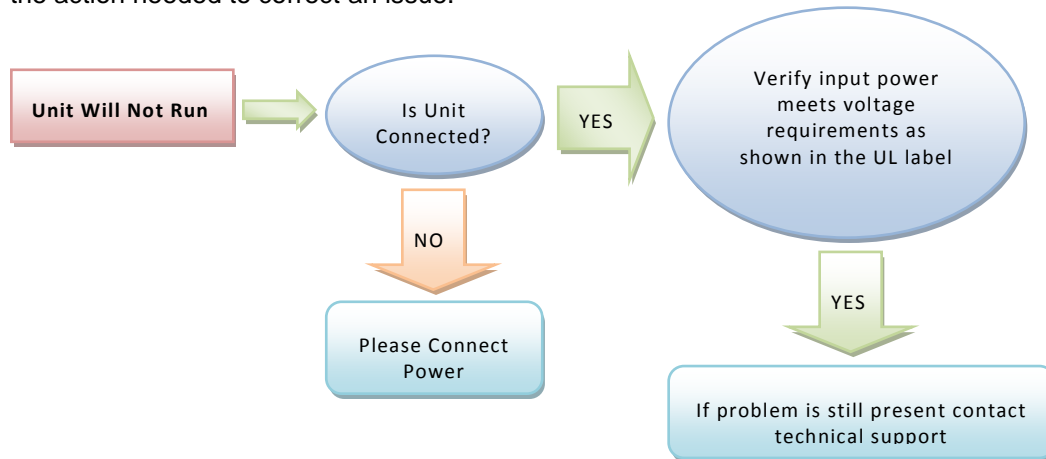 the action needed to correct an issue.
Unit Will Not Run
Is Unit
Connected?
YES
Verify input power
meets voltage
requirements as
shown in the UL label
NO
YES
Please Connect
Power
If problem is still present contact
technical support